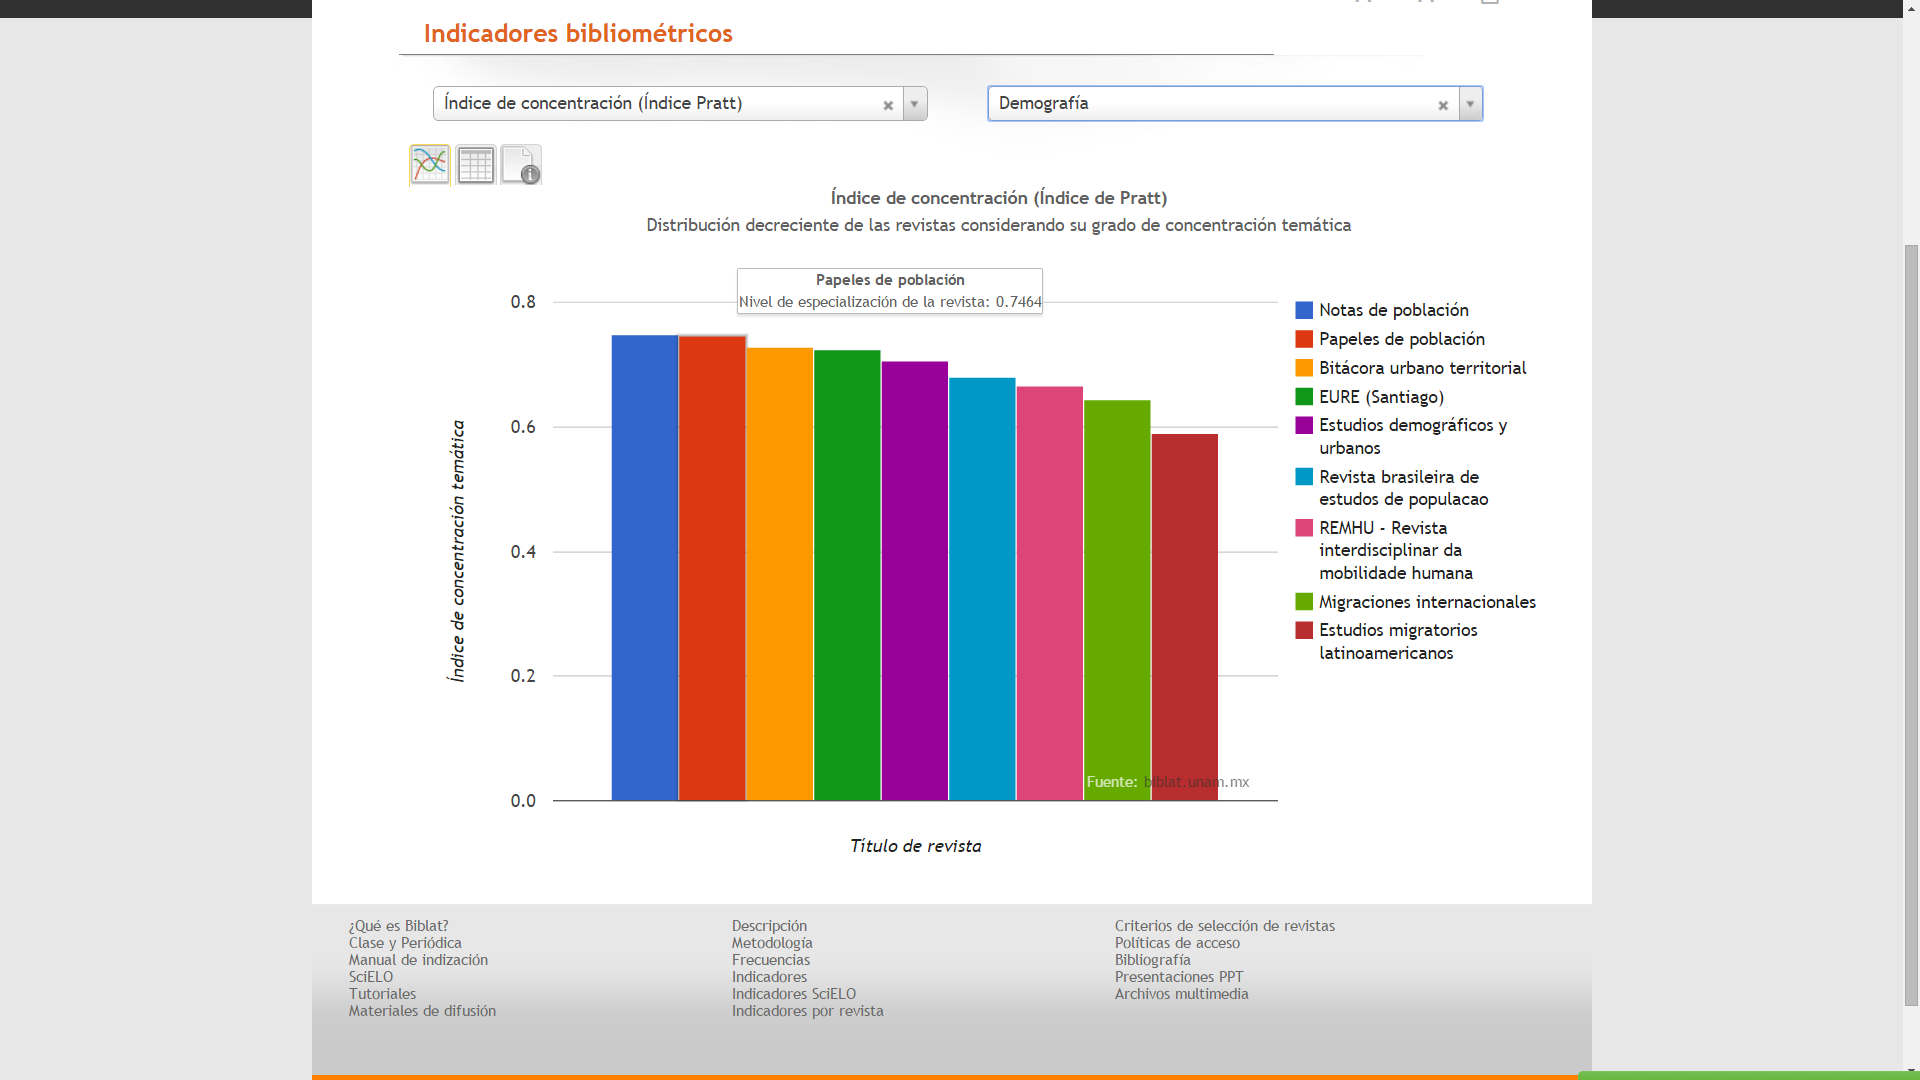 Indicadores bibliométricos
Índice de concentración (Índice Pratt)
Demografía
Índice de concentración (Índice de Pratt)
Distribución decreciente de las revistas considerando su grado de concentración temática
Papeles de población
Nivel de especialización de la revista: 0.7464
0.8
0.6
0.4
0.2
0.0
Índice de concentración temática
Título de revista
Notas de población
Papeles de población
Bitácora urbano territorial
EURE (Santiago)
Estudios demográficos y
urbanos
Revista brasileira de
estudos de populacao
REMHU - Revista
interdisciplinar da
mobilidade humana
Migraciones internacionales
Estudios migratorios
latinoamericanos
Fuente: biblat.unam.mx
¿Qué es Biblat?
Clase y Periódica
Manual de indización
SciELO
Tutoriales
Materiales de difusión
Descripción
Metodología
Frecuencias
Indicadores
Indicadores SciELO
Indicadores por revista
Criterios de selección de revistas
Políticas de acceso
Bibliografía
Presentaciones PPT
Archivos multimedia